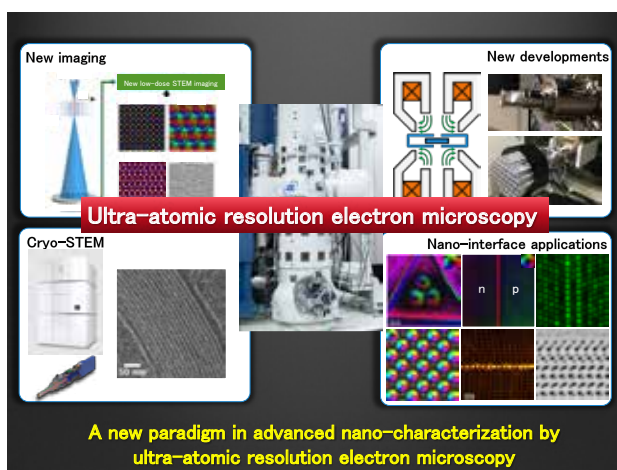 New imaging
New low-dose STEM imaging
New developments
Ultra-atomic resolution electron microscopy
Cryo-STEM
50 nm
Nano-interface applications
n
p
A new paradigm in advanced nano-characterization by
ultra-atomic resolution electron microscopy